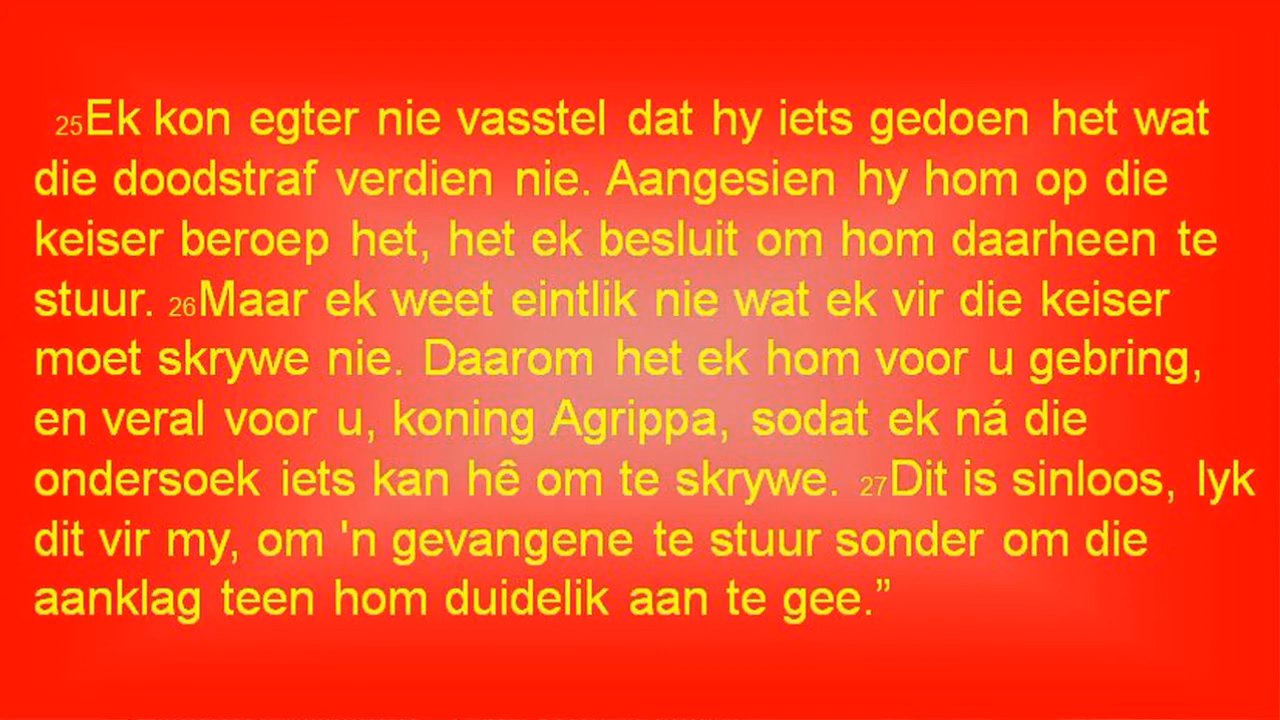 25Ek kon egter nie vasstel dat hy iets gedoen het wat
die doodstraf verdien nie. Aangesien hy hom op die
keiser beroep het, het ek besluit om hom daarheen te
stuur. 26Maar ek weet eintlik nie wat ek vir die keiser
moet skrywe nie. Daarom het ek hom voor u gebring,
en veral voor u, koning Agrippa, sodat ek ná die
ondersoek iets kan hê om te skrywe. 27Dit is sinloos, lyk
dit vir my, om 'n gevangene te stuur sonder om die
aanklag teen hom duidelik aan te gee.”